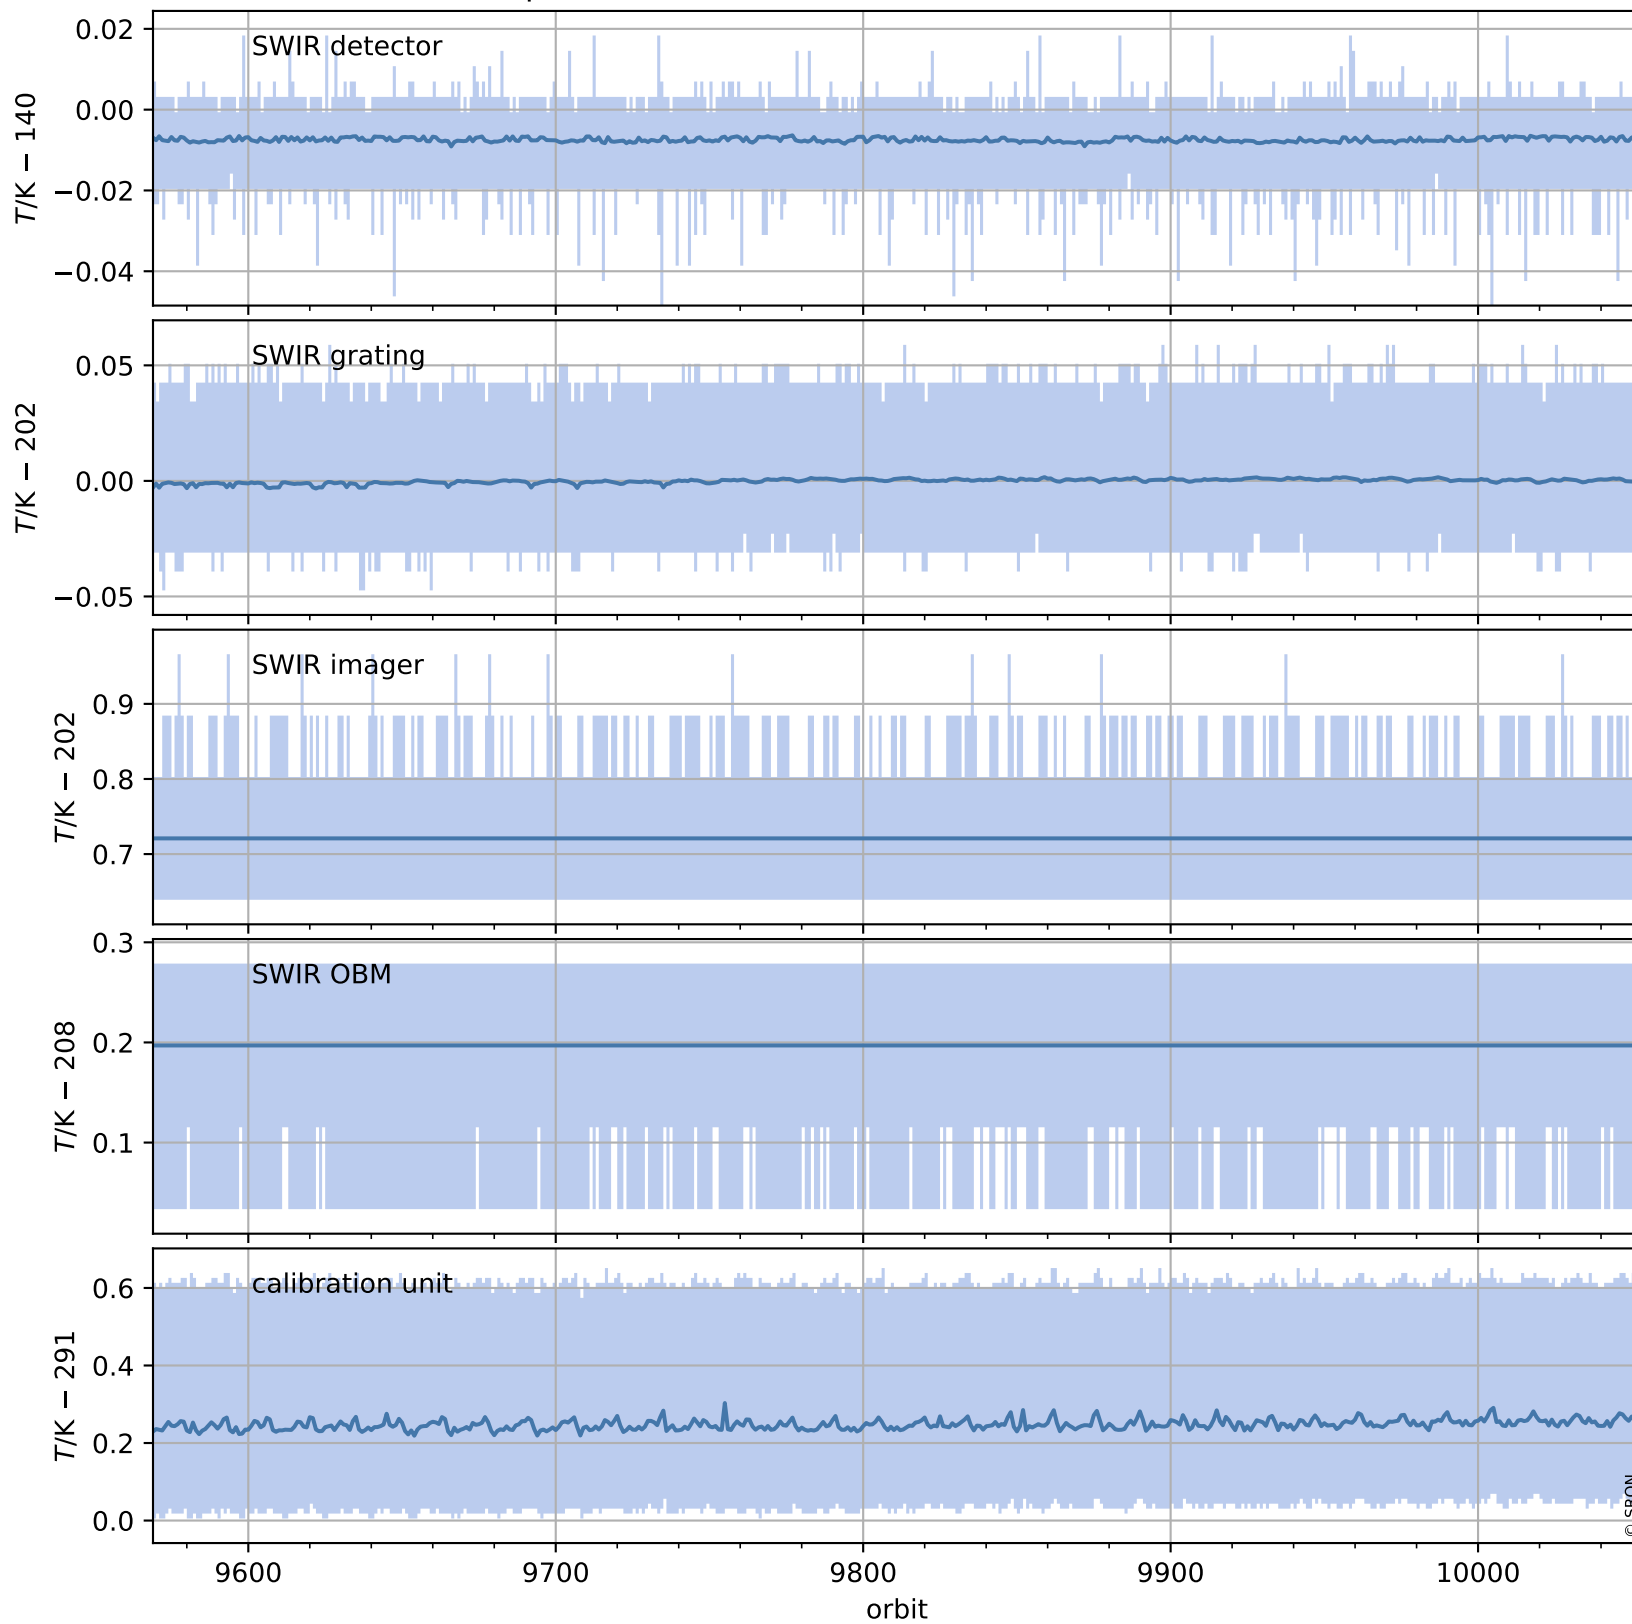 SWIR detector
0.02
0.00
−0.02
−0.04
T/K − 140
SWIR grating
0.05
0.00
−0.05
T/K − 202
SWIR imager
0.9
0.8
0.7
T/K − 202
SWIR OBM
0.3
0.2
0.1
T/K − 208
calibration unit
0.6
0.4
0.2
0.0
T/K − 291
© SRON
9600
9700
9800
9900
10000
orbit